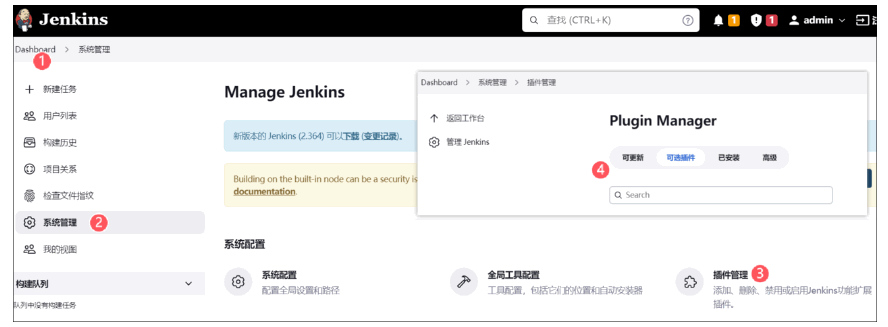 Jenkins
查找 (CTRL+K)
1
1
admin
Dashboard > 系统管理
1
新建任务
用户列表
构建历史
项目关系
检查文件指纹
系统管理
2
我的视图
构建队列
队列中没有构建任务
Manage Jenkins
新版本的 Jenkins (2.364) 可以下载 (变更记录)。
Building on the built-in node can be a security is
documentation.
Dashboard > 系统管理 > 插件管理
返回工作台
管理 Jenkins
Plugin Manager
可更新 可选插件 已安装 高级
4
Search
系统配置
系统配置
配置全局设置和路径
全局工具配置
工具配置，包括它们的位置和自动安装器
插件管理 3
添加、删除、禁用或启用Jenkins功能扩展
插件。